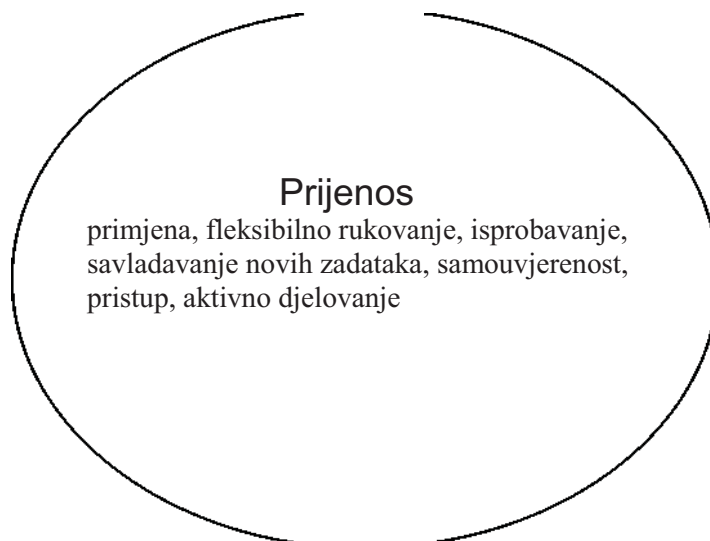 Prijenos
primjena, fleksibilno rukovanje, isprobavanje,
savladavanje novih zadataka, samouvjerenost,
pristup, aktivno djelovanje